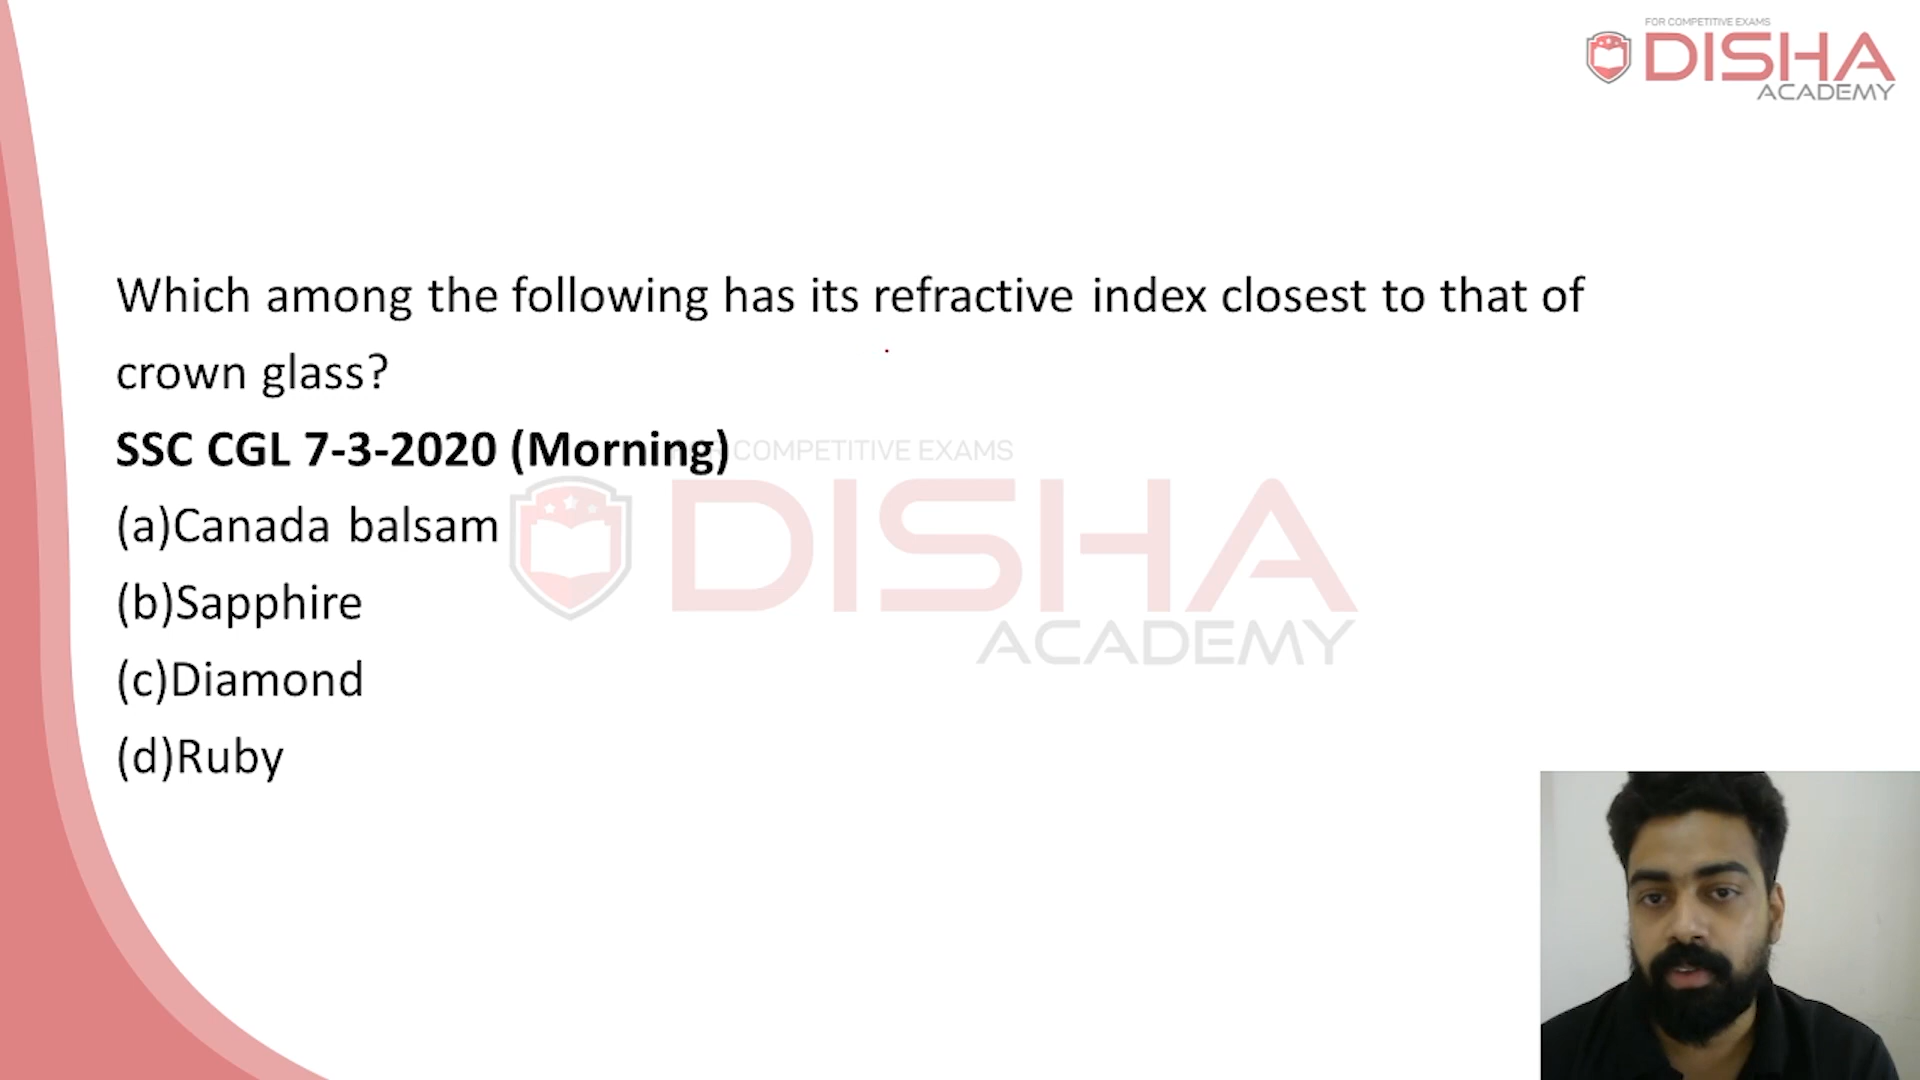 FOR COMPETITIVE EXAMS
DISHA
ACADEMY
Which among the following has its refractive index closest to that of
crown glass?
SSC CGL 7-3-2020 (Morning)
(a)Canada balsam
(b)Sapphire
(c)Diamond
(d)Ruby
COMPETITIVE EXAMS
DISHA
ACADEMY